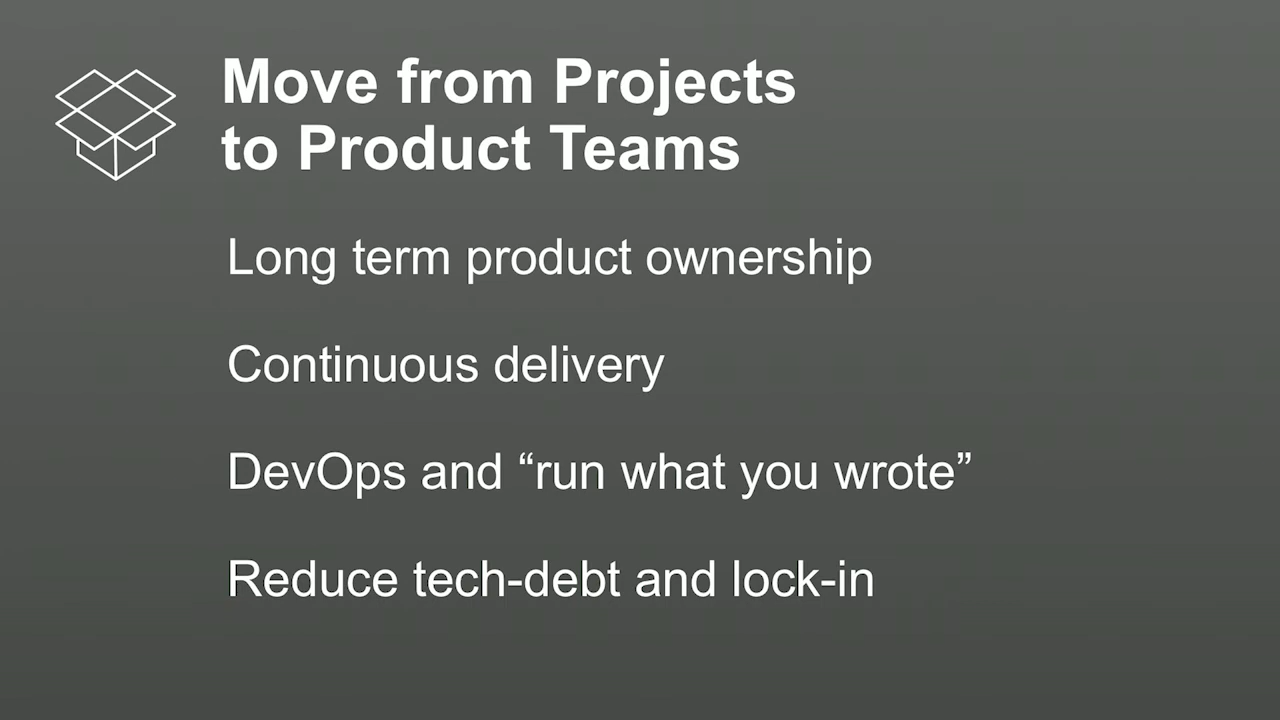 Move from Projects
to Product Teams
Long term product ownership
Continuous delivery
DevOps and “run what you wrote”
Reduce tech-debt and lock-in